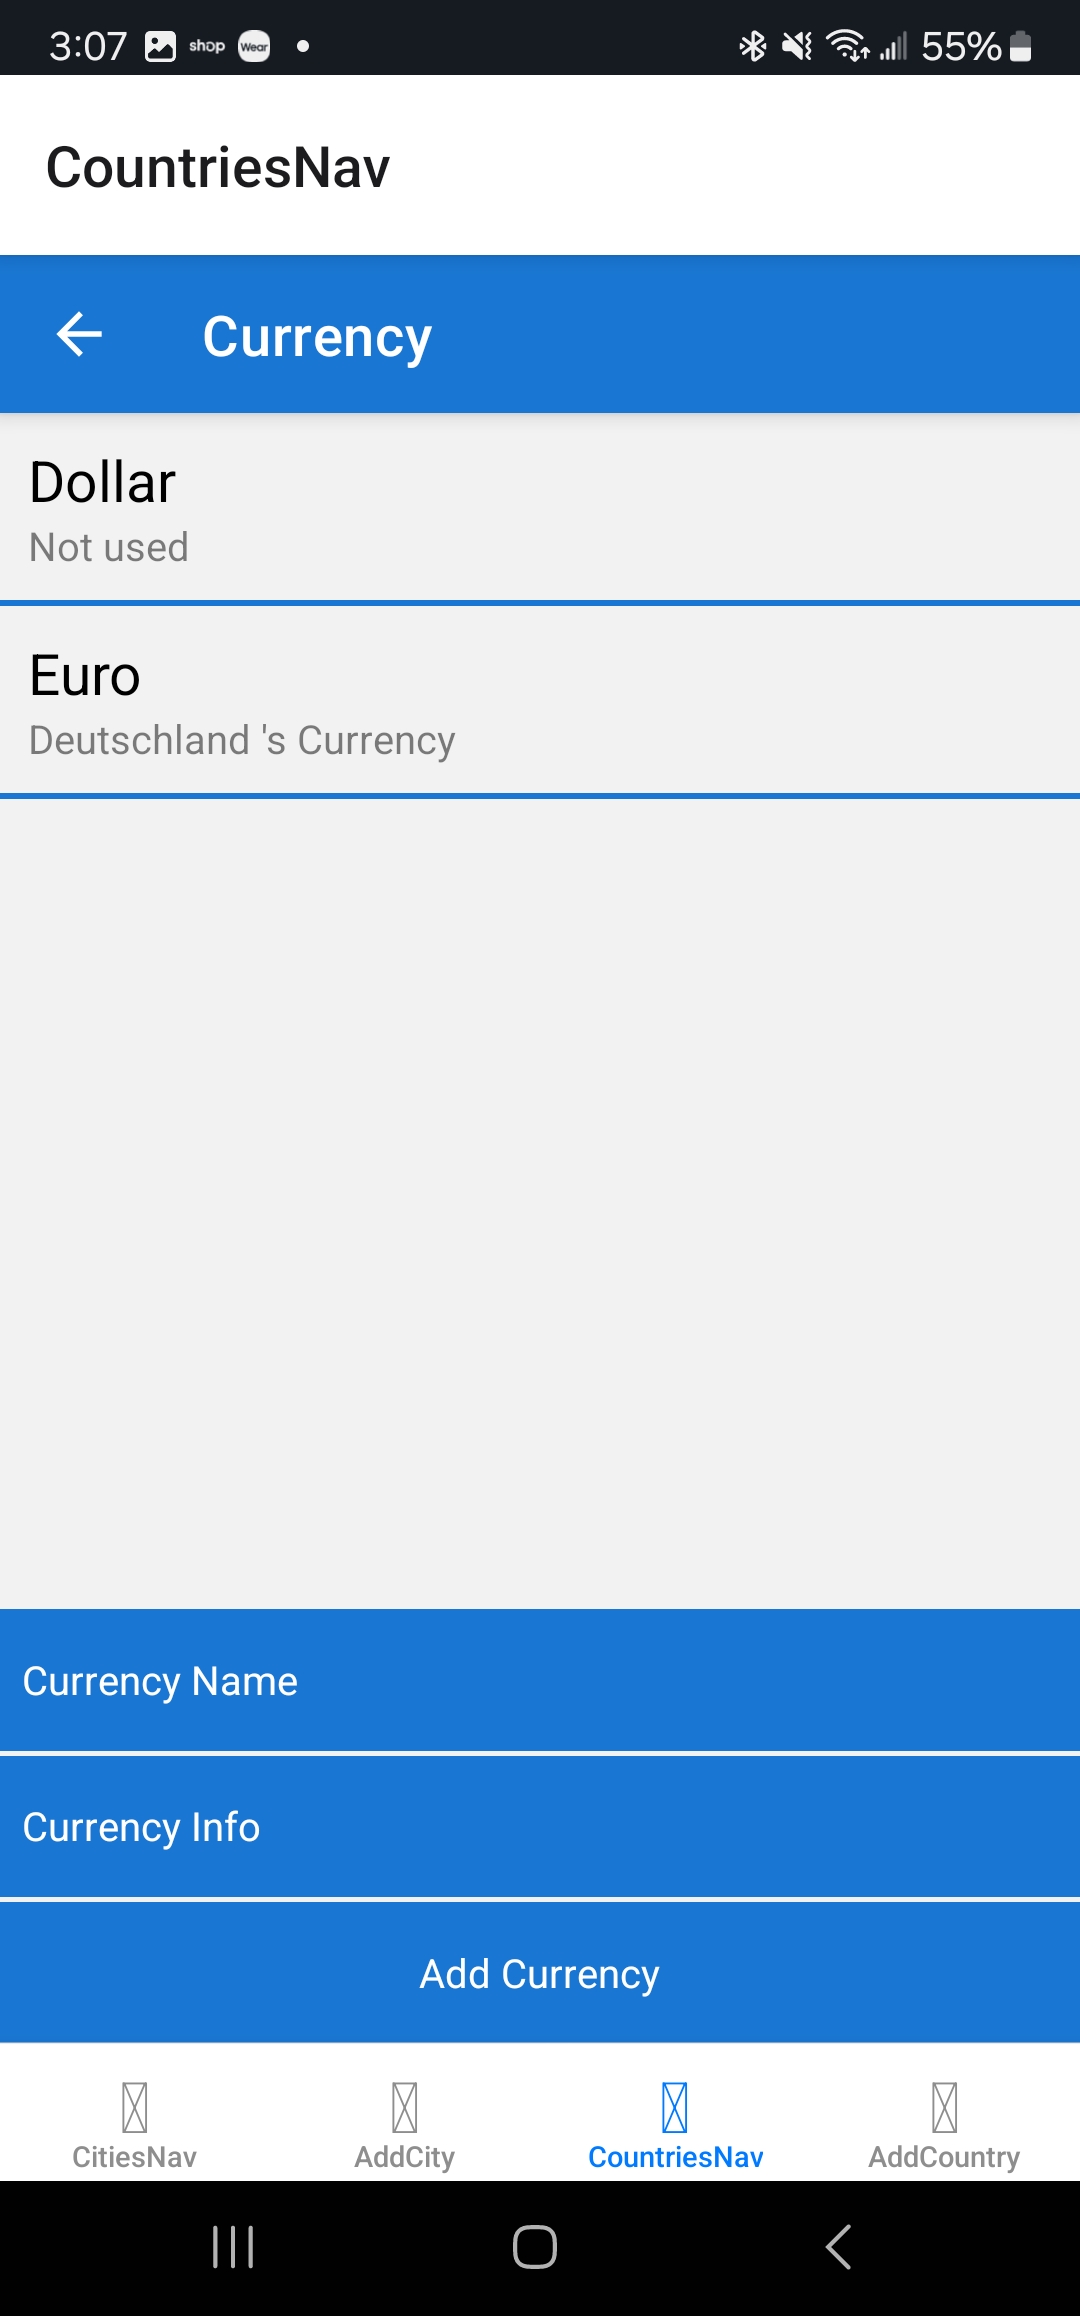 3:07 shop Wear 55%
CountriesNav
Currency
Dollar
Not used
Euro
Deutschland 's Currency
Currency Name
Currency Info
Add Currency
CitiesNav AddCity CountriesNav AddCountry